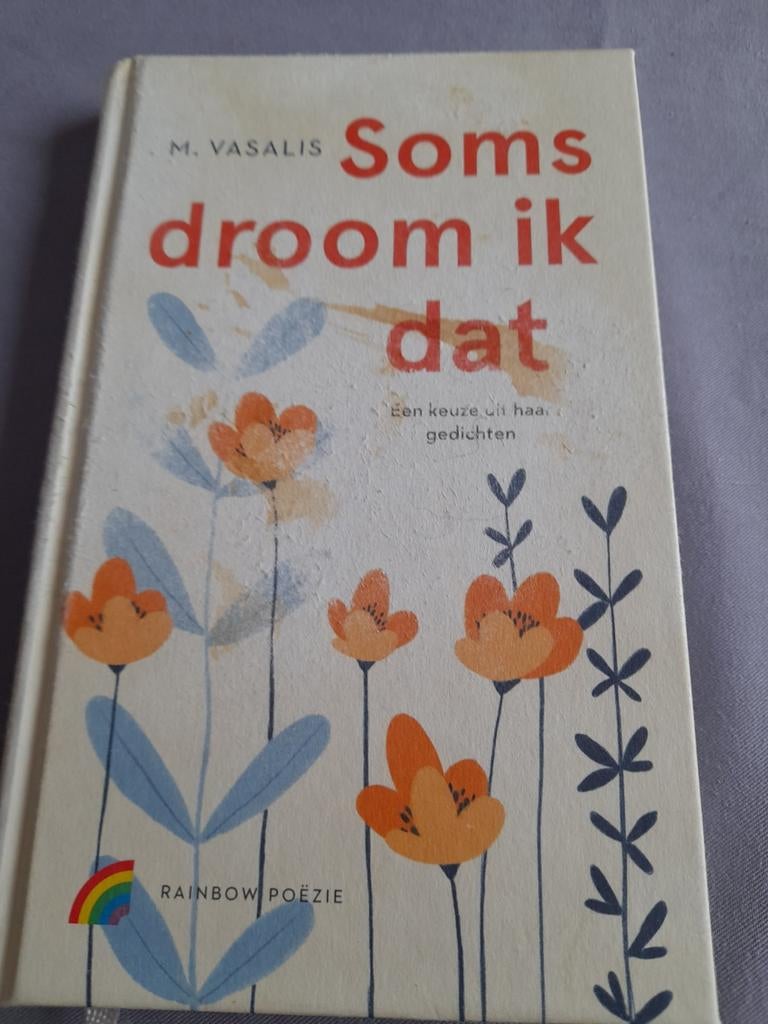 M. VASALIS Soms
droom ik
dat
Een keuze uit haar
gedichten
RAINBOW POËZIE